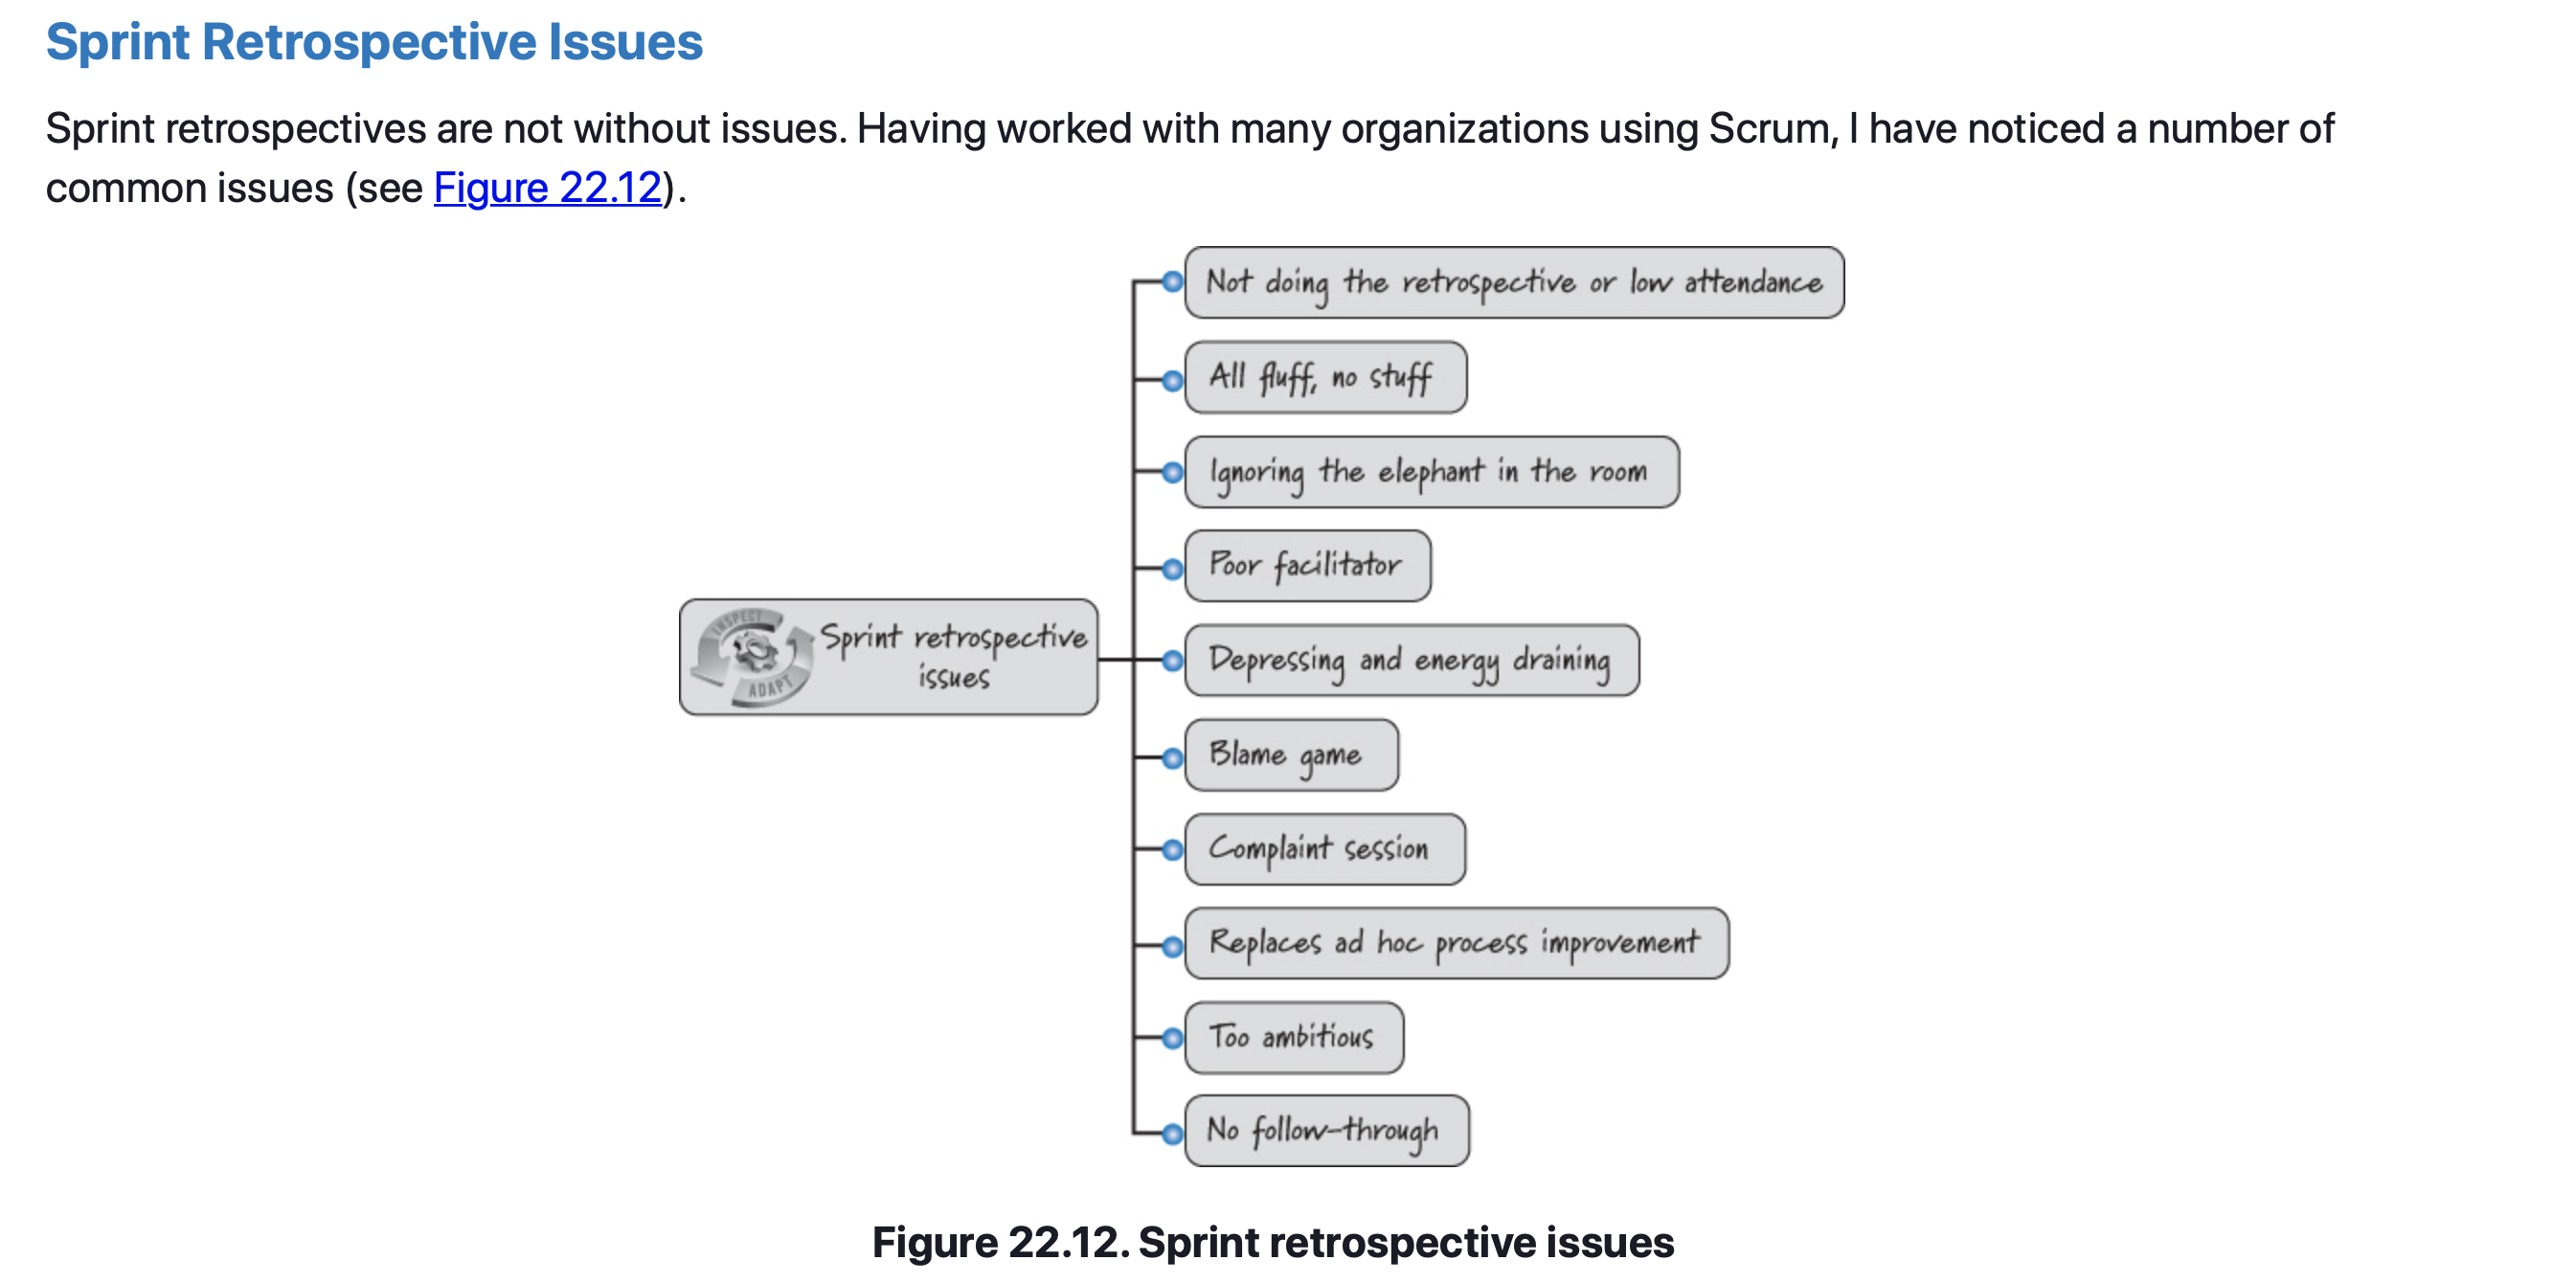 Sprint Retrospective Issues
Sprint retrospectives are not without issues. Having worked with many organizations using Scrum, I have noticed a number of
common issues (see Figure 22.12).
Not doing the retrospective or low attendance
All fluff, no stuff
Ignoring the elephant in the room
Poor facilitator
INSPECT
ADAPT
Sprint retrospective
issues
Depressing and energy draining
Blame game
Complaint session
Replaces ad hoc process improvement
Too ambitious
No follow-through
Figure 22.12. Sprint retrospective issues